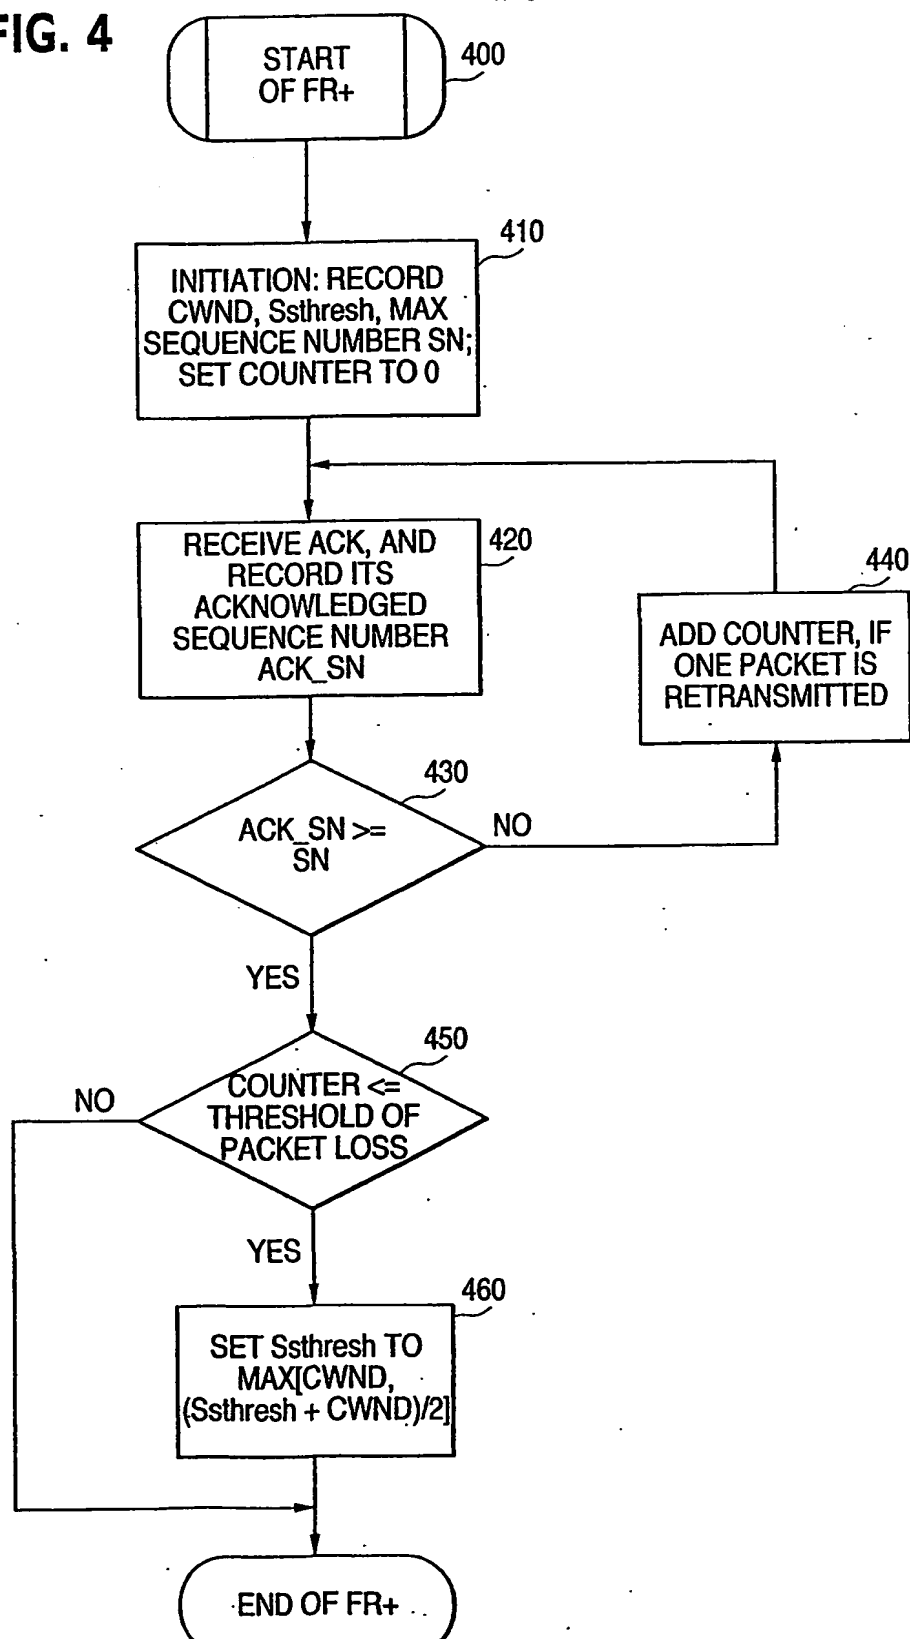 FIG. 4
START
OF FR+
400
410
INITIATION: RECORD
CWND, Ssthresh, MAX
SEQUENCE NUMBER SN;
SET COUNTER TO 0
420
RECEIVE ACK, AND
RECORD ITS
ACKNOWLEDGED
SEQUENCE NUMBER
ACK_SN
440
ADD COUNTER, IF
ONE PACKET IS
RETRANSMITTED
430
ACK_SN >=
SN
NO
YES
450
COUNTER <=
THRESHOLD OF
PACKET LOSS
NO
YES
460
SET Ssthresh TO
MAX[CWND,
(Ssthresh + CWND)/2]
END OF FR+